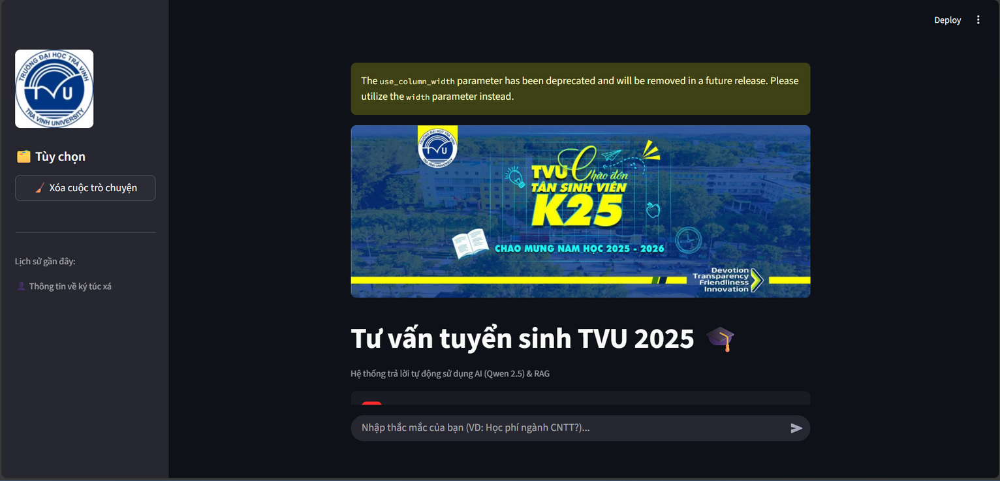 Deploy
TRƯỜNG ĐẠI HỌC TRÀ VINH
TVU
TRA VINH UNIVERSITY
Tùy chọn
Xóa cuộc trò chuyện
Lịch sử gần đây:
Thông tin về ký túc xá
The use_column_width parameter has been deprecated and will be removed in a future release. Please
utilize the width parameter instead.
TRƯỜNG ĐẠI HỌC TRÀ VINH
TVU
TRA VINH UNIVERSITY
TVU Chào đón
TÂN SINH VIÊN
K25
CHÀO MỪNG NĂM HỌC 2025 - 2026
Devotion
Transparency
Friendliness
Innovation
Tư vấn tuyển sinh TVU 2025
Hệ thống trả lời tự động sử dụng AI (Qwen 2.5) & RAG
Nhập thắc mắc của bạn (VD: Học phí ngành CNTT?)...